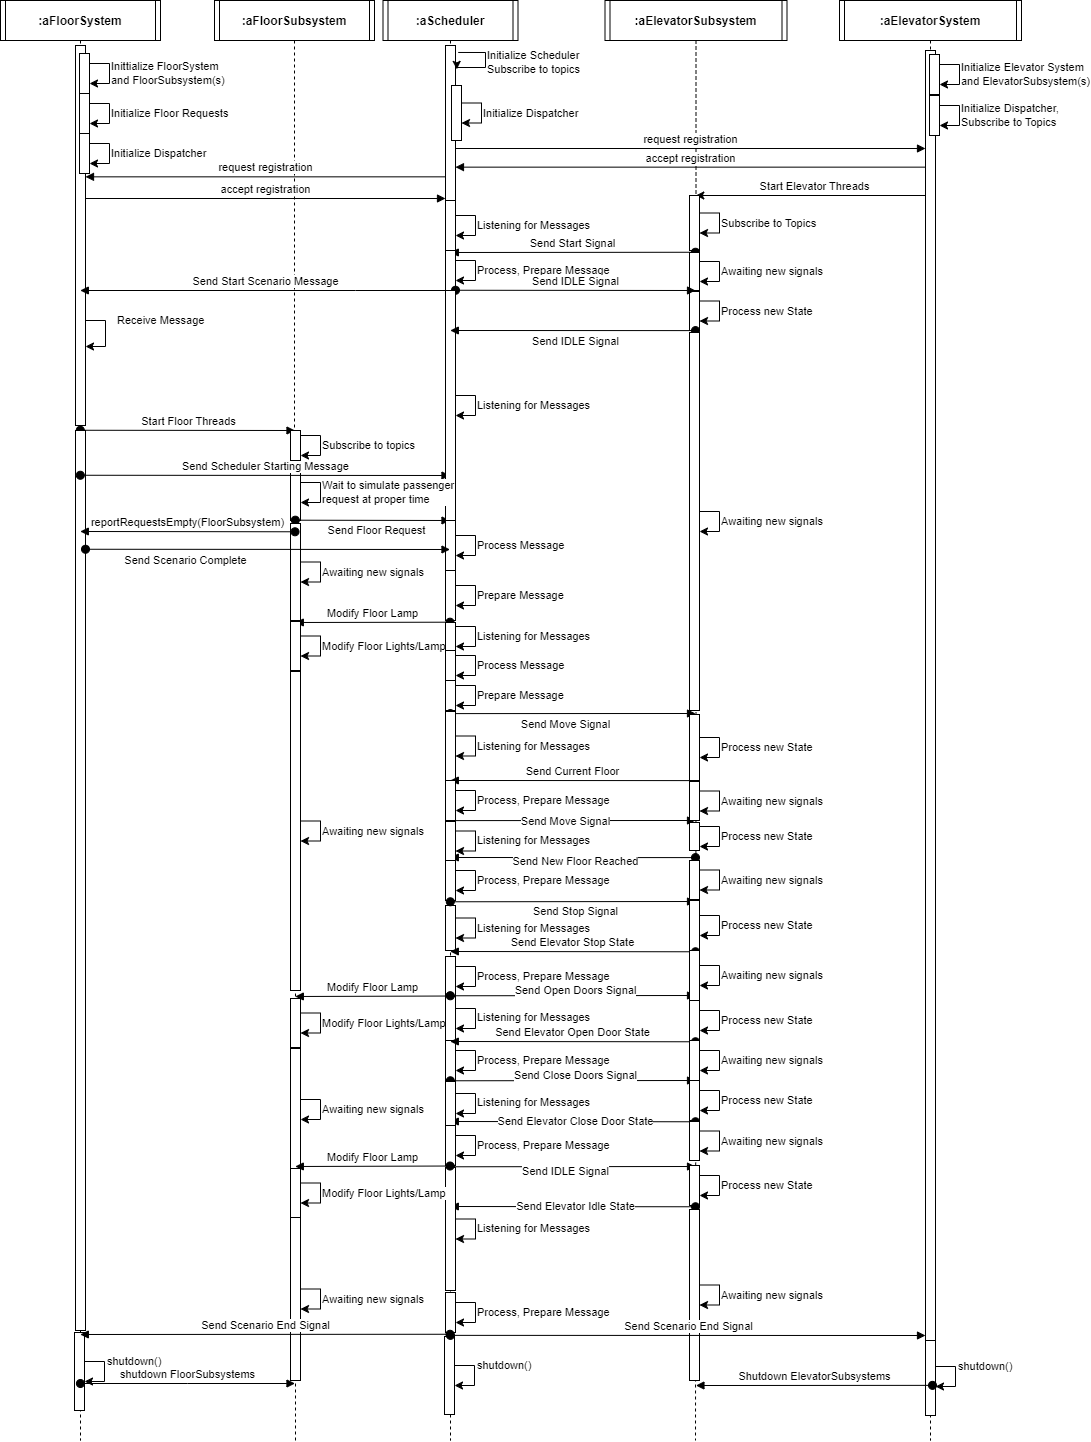 :aFloorSystem
:aFloorSubsystem
:aScheduler
:aElevatorSubsystem
:aElevatorSystem
Inittialize FloorSystem
and FloorSubsystem(s)
Initialize Scheduler
Subscribe to topics
Initialize Elevator System
and ElevatorSubsystem(s)
Initialize Floor Requests
Initialize Dispatcher
Initialize Dispatcher,
Subscribe to Topics
Initialize Dispatcher
request registration
accept registration
request registration
accept registration
Start Elevator Threads
Listening for Messages
Subscribe to Topics
Send Start Signal
Process, Prepare Message
Awaiting new signals
Send Start Scenario Message
Send IDLE Signal
Receive Message
Process new State
Send IDLE Signal
Listening for Messages
Start Floor Threads
Subscribe to topics
Send Scheduler Starting Message
Wait to simulate passenger
request at proper time
reportRequestsEmpty(FloorSubsystem)
Send Floor Request
Awaiting new signals
Process Message
Send Scenario Complete
Awaiting new signals
Prepare Message
Modify Floor Lamp
Listening for Messages
Modify Floor Lights/Lamp
Process Message
Prepare Message
Send Move Signal
Listening for Messages
Process new State
Send Current Floor
Process, Prepare Message
Awaiting new signals
Send Move Signal
Awaiting new signals
Listening for Messages
Process new State
Send New Floor Reached
Process, Prepare Message
Awaiting new signals
Send Stop Signal
Listening for Messages
Process new State
Send Elevator Stop State
Process, Prepare Message
Awaiting new signals
Modify Floor Lamp
Send Open Doors Signal
Modify Floor Lights/Lamp
Listening for Messages
Process new State
Send Elevator Open Door State
Process, Prepare Message
Awaiting new signals
Send Close Doors Signal
Awaiting new signals
Listening for Messages
Process new State
Send Elevator Close Door State
Process, Prepare Message
Awaiting new signals
Modify Floor Lamp
Send IDLE Signal
Modify Floor Lights/Lamp
Process new State
Send Elevator Idle State
Listening for Messages
Awaiting new signals
Awaiting new signals
Process, Prepare Message
Send Scenario End Signal
Send Scenario End Signal
shutdown()
shutdown()
shutdown()
shutdown FloorSubsystems
Shutdown ElevatorSubsystems